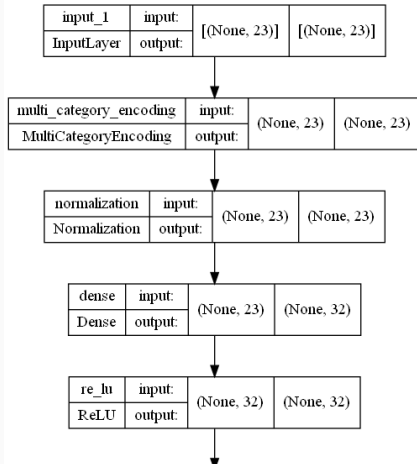 input_1 input: [(None, 23)] [(None, 23)]
InputLayer output:
multi_category_encoding input: (None, 23) (None, 23)
MultiCategoryEncoding output:
normalization input: (None, 23) (None, 23)
Normalization output:
dense input: (None, 23) (None, 32)
Dense output:
re_lu input: (None, 32) (None, 32)
ReLU output: